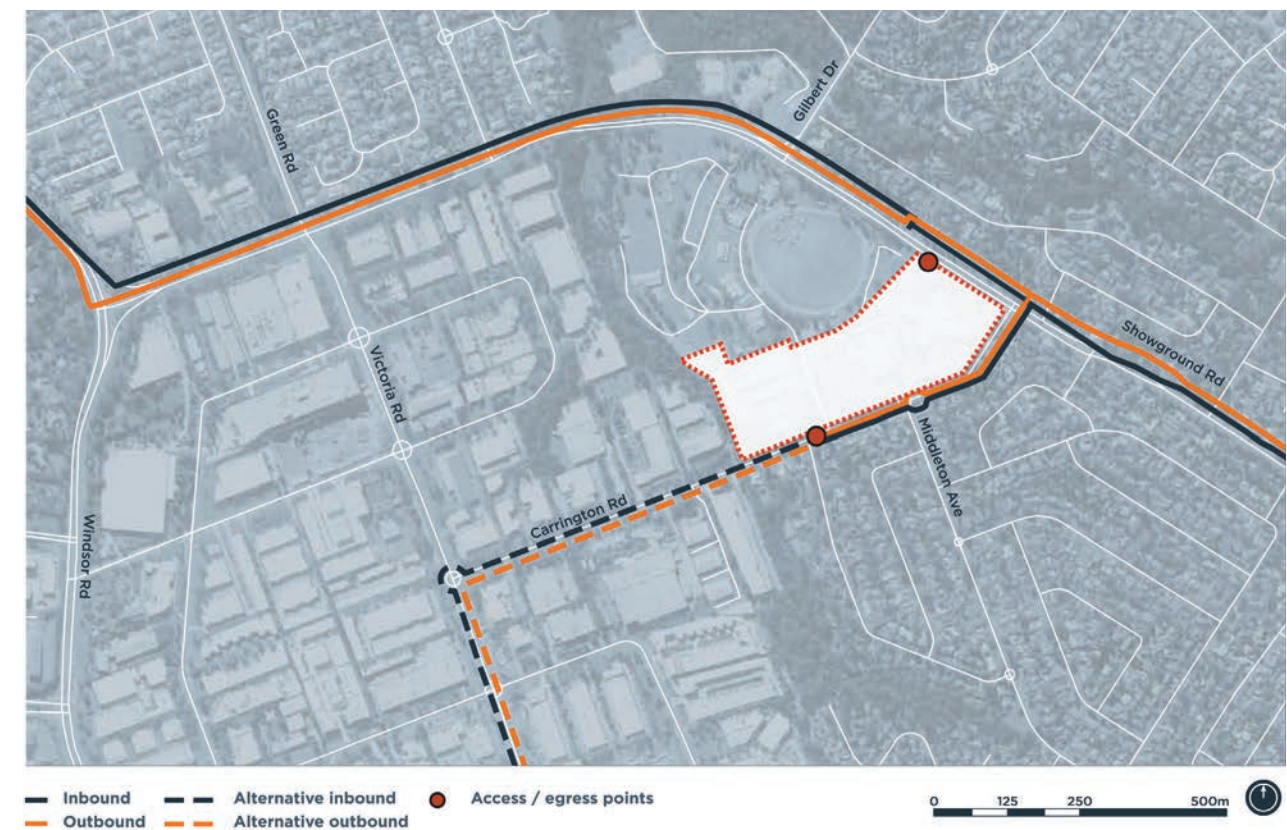 Gilbert Dr
Green Rd
Showground Rd
Victoria Rd
Middleton Ave
Carrington Rd
Windsor Rd
Inbound
Alternative inbound
Access / egress points
0 125 250 500m
Outbound
Alternative outbound